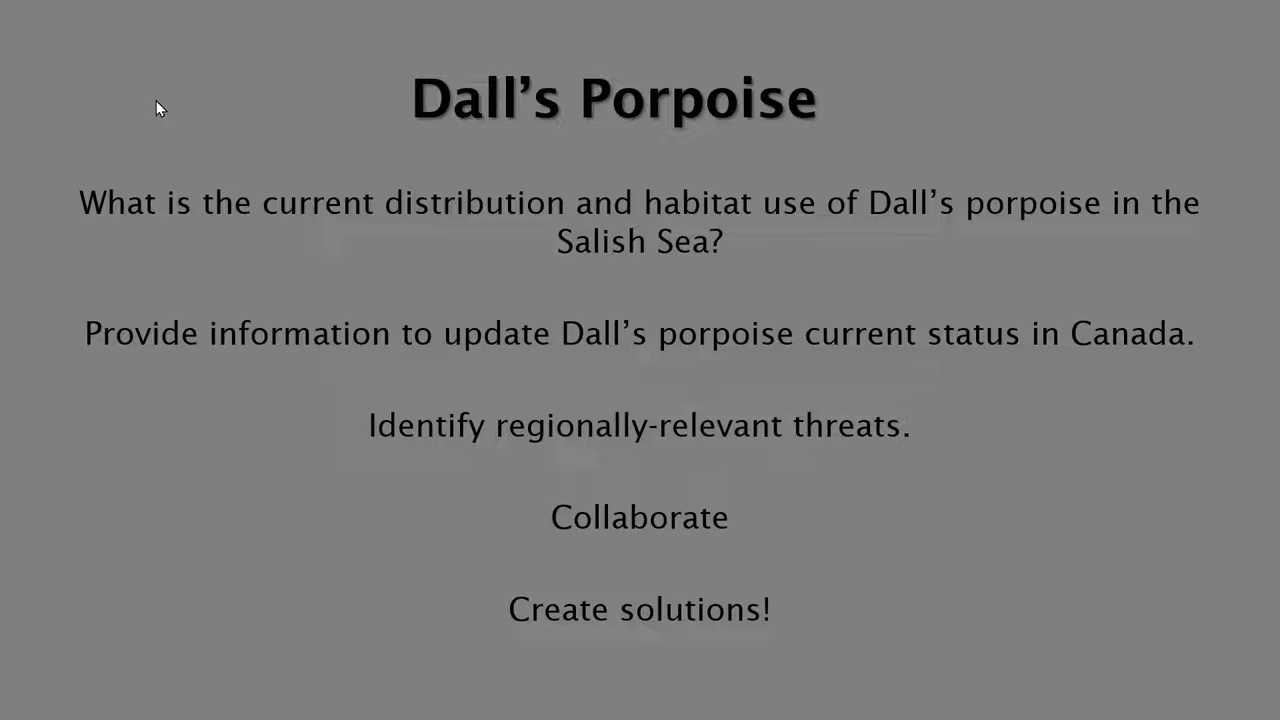 Dall’s Porpoise
What is the current distribution and habitat use of Dall’s porpoise in the
Salish Sea?
Provide information to update Dall’s porpoise current status in Canada.
Identify regionally-relevant threats.
Collaborate
Create solutions!